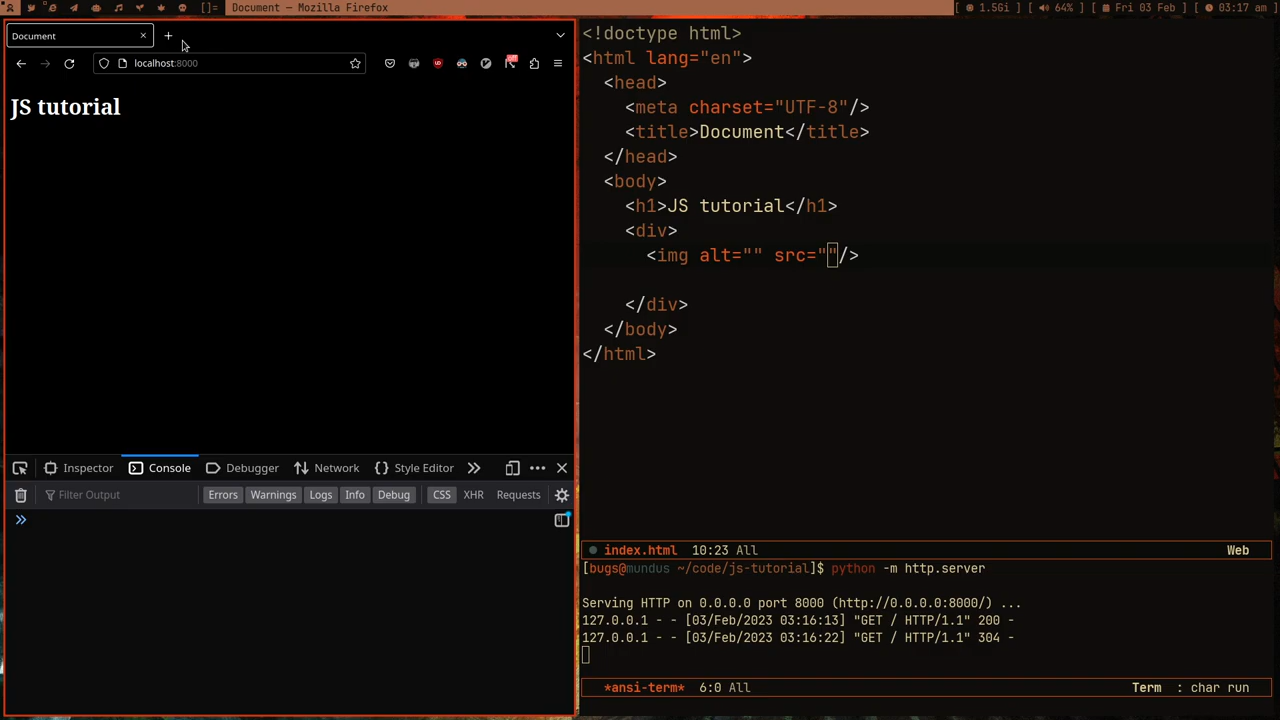 []= Document — Mozilla Firefox [ 1.5Gi ] [ 64% ] [ Fri 03 Feb ] [ 03:17 am ]
Document
localhost:8000
JS tutorial
Inspector Console Debugger Network Style Editor
Filter Output Errors Warnings Logs Info Debug CSS XHR Requests
<!doctype html>
<html lang="en">
<head>
<meta charset="UTF-8"/>
<title>Document</title>
</head>
<body>
<h1>JS tutorial</h1>
<div>
<img alt="" src=""/>
</div>
</body>
</html>
index.html 10:23 All Web
[bugs@mundus ~/code/js-tutorial]$ python -m http.server
Serving HTTP on 0.0.0.0 port 8000 (http://0.0.0.0:8000/) ...
127.0.0.1 - - [03/Feb/2023 03:16:13] "GET / HTTP/1.1" 200 -
127.0.0.1 - - [03/Feb/2023 03:16:22] "GET / HTTP/1.1" 304 -
*ansi-term* 6:0 All Term : char run